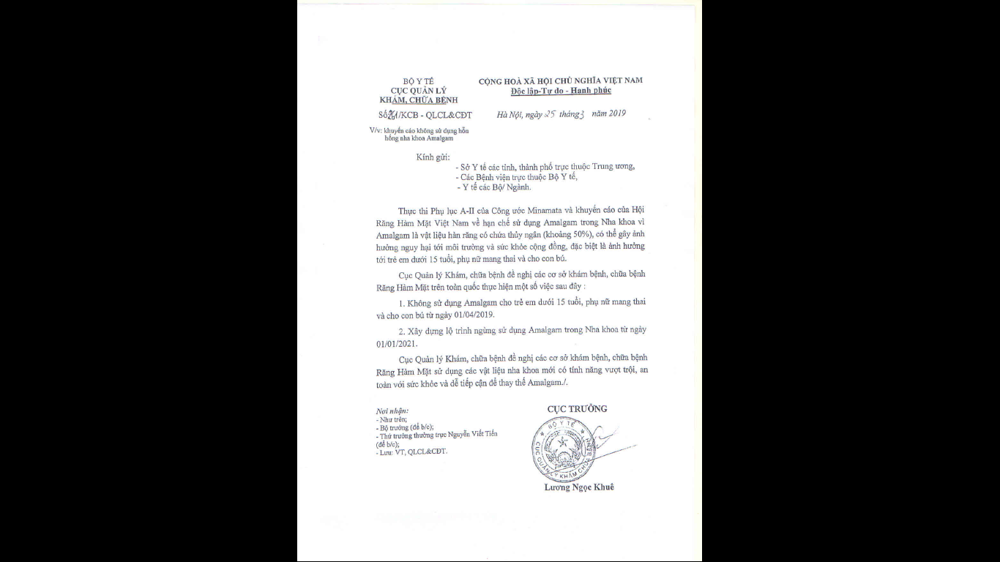 BỘ Y TẾ
CỤC QUẢN LÝ
KHÁM, CHỮA BỆNH
CỘNG HOÀ XÃ HỘI CHỦ NGHĨA VIỆT NAM
Độc lập-Tự do - Hạnh phúc
Số /KCB - QLCL&CĐT
Hà Nội, ngày 25 tháng 3 năm 2019
V/v: khuyến cáo không sử dụng hỗn
hống nha khoa Amalgam
Kính gửi:
- Sở Y tế các tỉnh, thành phố trực thuộc Trung ương,
- Các Bệnh viện trực thuộc Bộ Y tế,
- Y tế các Bộ/ Ngành.
Thực thi Phụ lục A-II của Công ước Minamata và khuyến cáo của Hội
Răng Hàm Mặt Việt Nam về hạn chế sử dụng Amalgam trong Nha khoa vì
Amalgam là vật liệu hàn răng có chứa thủy ngân (khoảng 50%), có thể gây ảnh
hưởng nguy hại tới môi trường và sức khỏe cộng đồng, đặc biệt là ảnh hưởng
tới trẻ em dưới 15 tuổi, phụ nữ mang thai và cho con bú.
Cục Quản lý Khám, chữa bệnh đề nghị các cơ sở khám bệnh, chữa bệnh
Răng Hàm Mặt trên toàn quốc thực hiện một số việc sau đây :
1. Không sử dụng Amalgam cho trẻ em dưới 15 tuổi, phụ nữ mang thai
và cho con bú từ ngày 01/04/2019.
2. Xây dựng lộ trình ngừng sử dụng Amalgam trong Nha khoa từ ngày
01/01/2021.
Cục Quản lý Khám, chữa bệnh đề nghị các cơ sở khám bệnh, chữa bệnh
Răng Hàm Mặt sử dụng các vật liệu nha khoa mới có tính năng vượt trội, an
toàn với sức khỏe và dễ tiếp cận để thay thế Amalgam./.
Nơi nhận:
- Như trên;
- Bộ trưởng (để b/c);
- Thứ trưởng thường trực Nguyễn Viết Tiến
(để b/c);
- Lưu: VT, QLCL&CĐT.
CỤC TRƯỞNG
BỘ Y TẾ
CỤC QUẢN LÝ KHÁM CHỮA BỆNH
Lương Ngọc Khuê